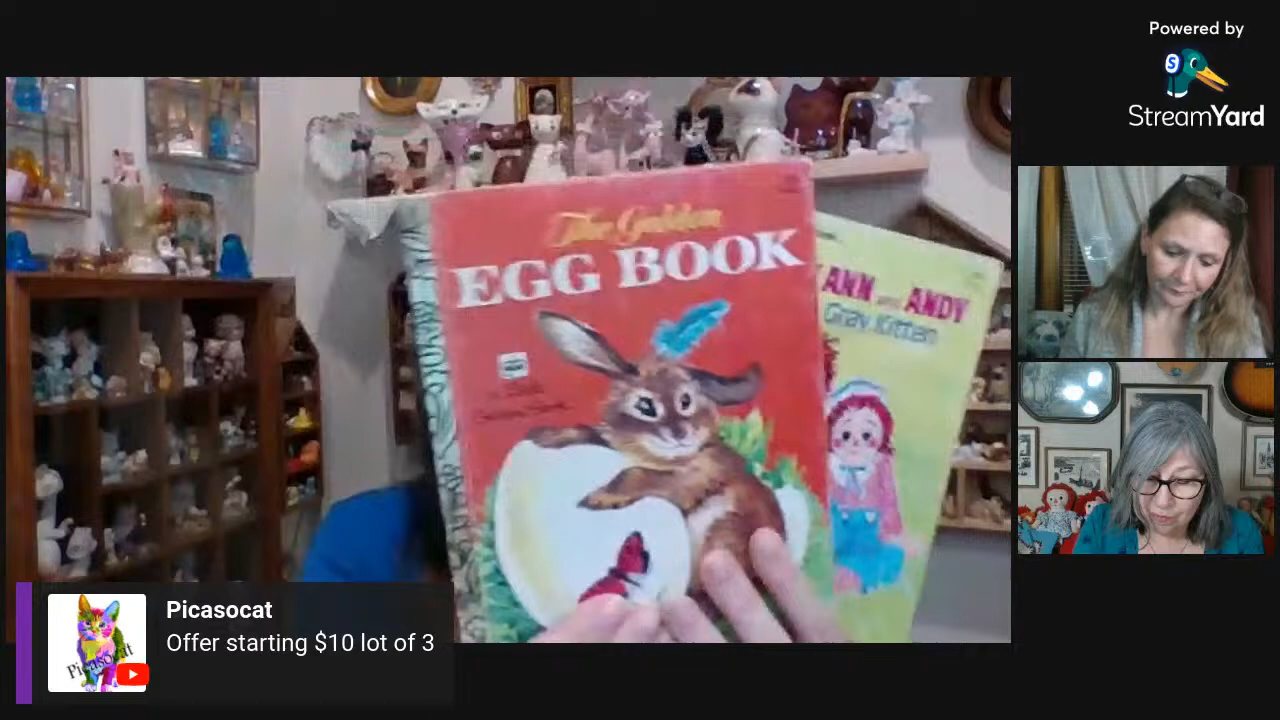 Powered by
S
StreamYard
The Golden
EGG BOOK
ANN and ANDY
Gray Kitten
Picasocat
Picasocat
Offer starting $10 lot of 3